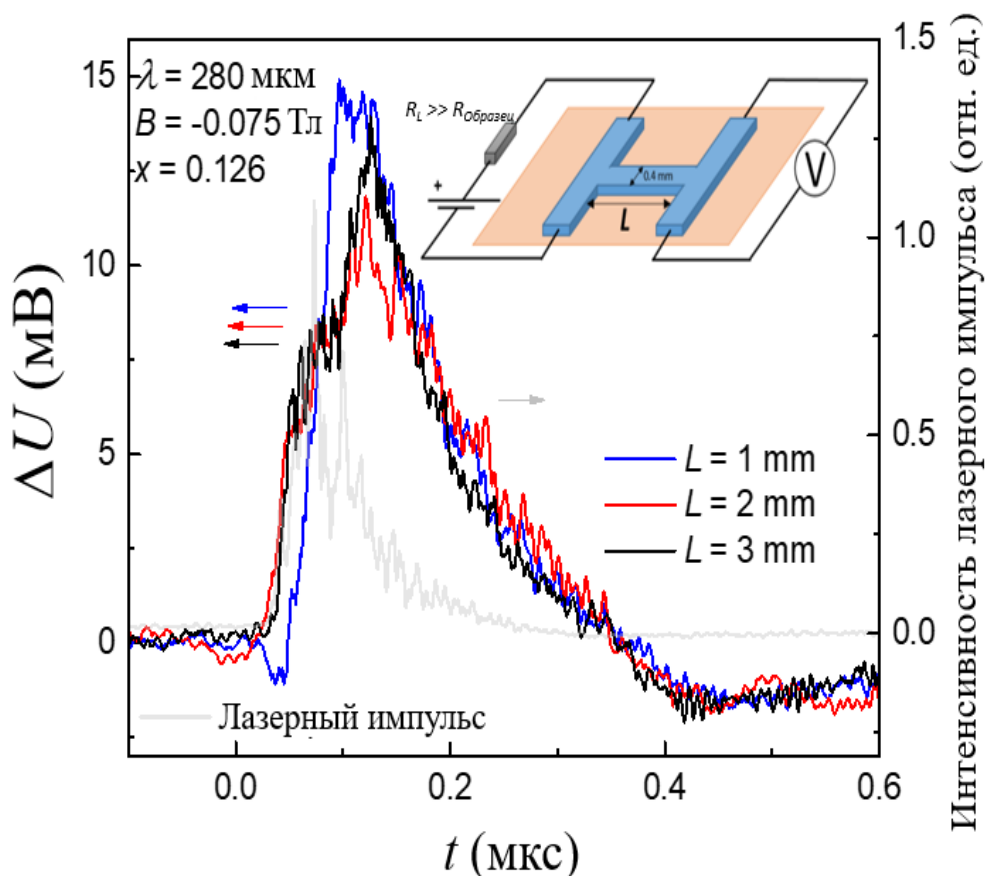 λ = 280 мкм
B = -0.075 Тл
x = 0.126
R_L >> R_Образец
+
0.4 mm
L
V
L = 1 mm
L = 2 mm
L = 3 mm
Лазерный импульс
ΔU (мВ)
15
10
5
0
0.0
0.2
0.4
0.6
t (мкс)
1.5
1.0
0.5
0.0
Интенсивность лазерного импульса (отн. ед.)